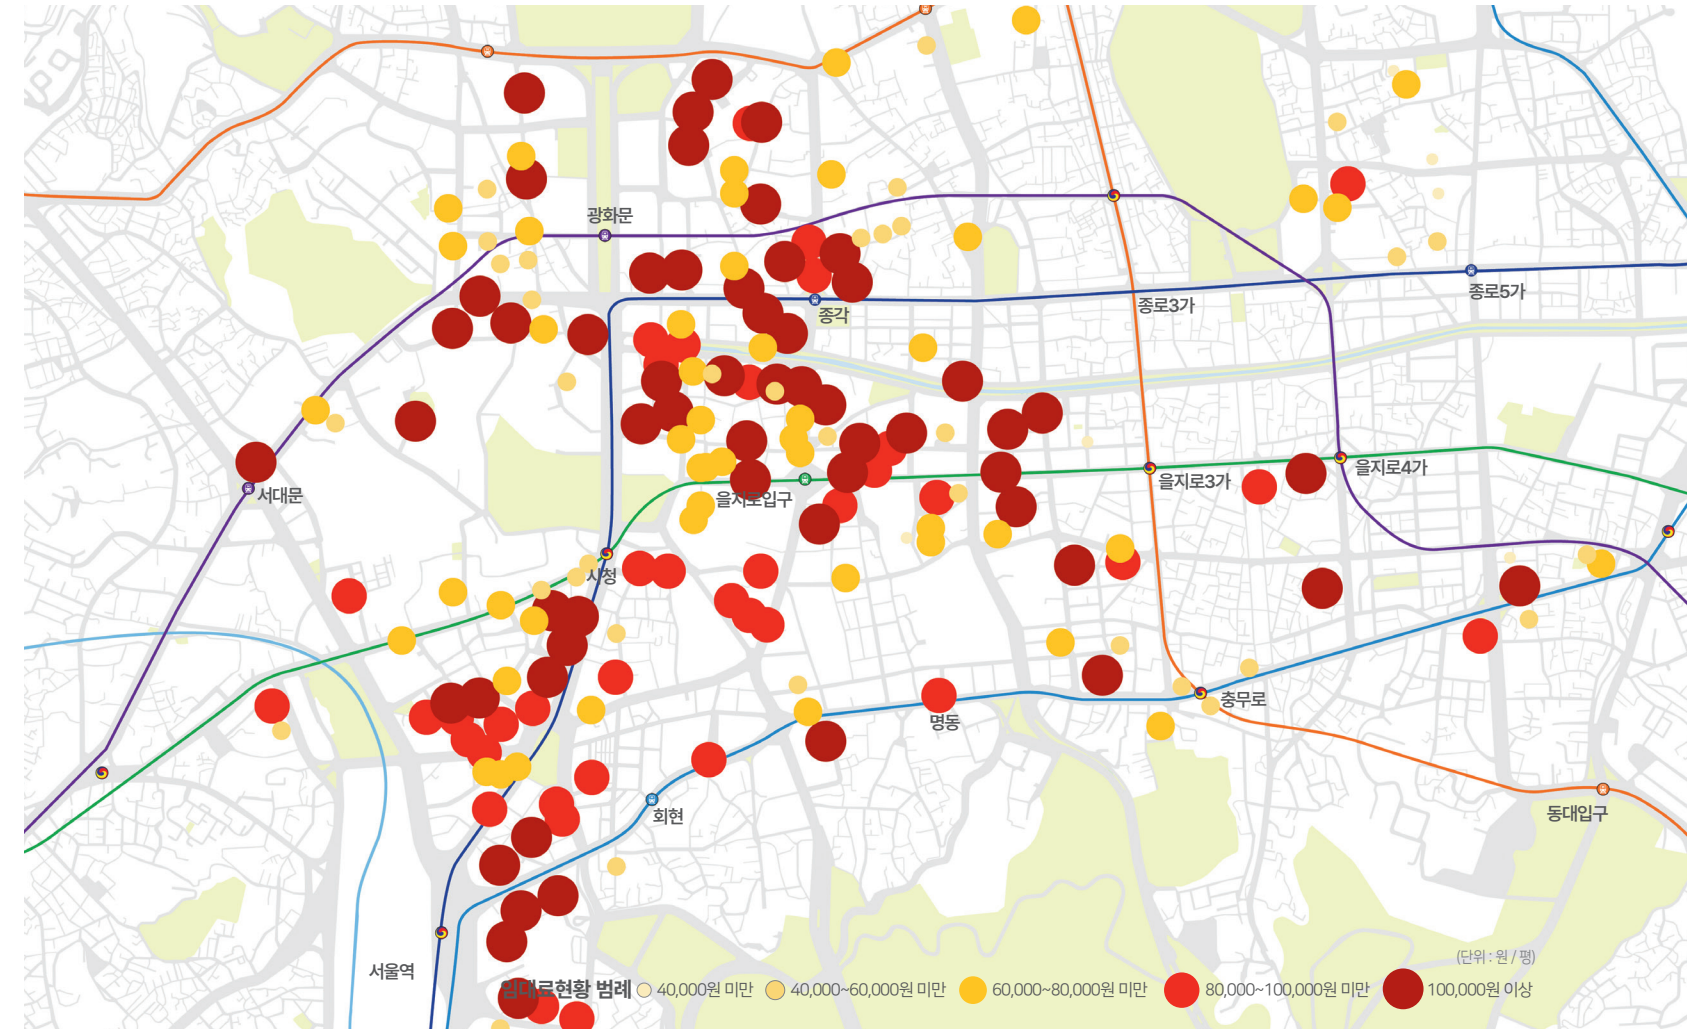 광화문
종로5가
종로3가
종각
을지로4가
을지로3가
서대문
을지로입구
시청
충무로
명동
동대입구
회현
(단위 : 원 / 평)
서울역
임대료현황 범례 40,000원 미만 40,000~60,000원 미만 60,000~80,000원 미만 80,000~100,000원 미만 100,000원 이상